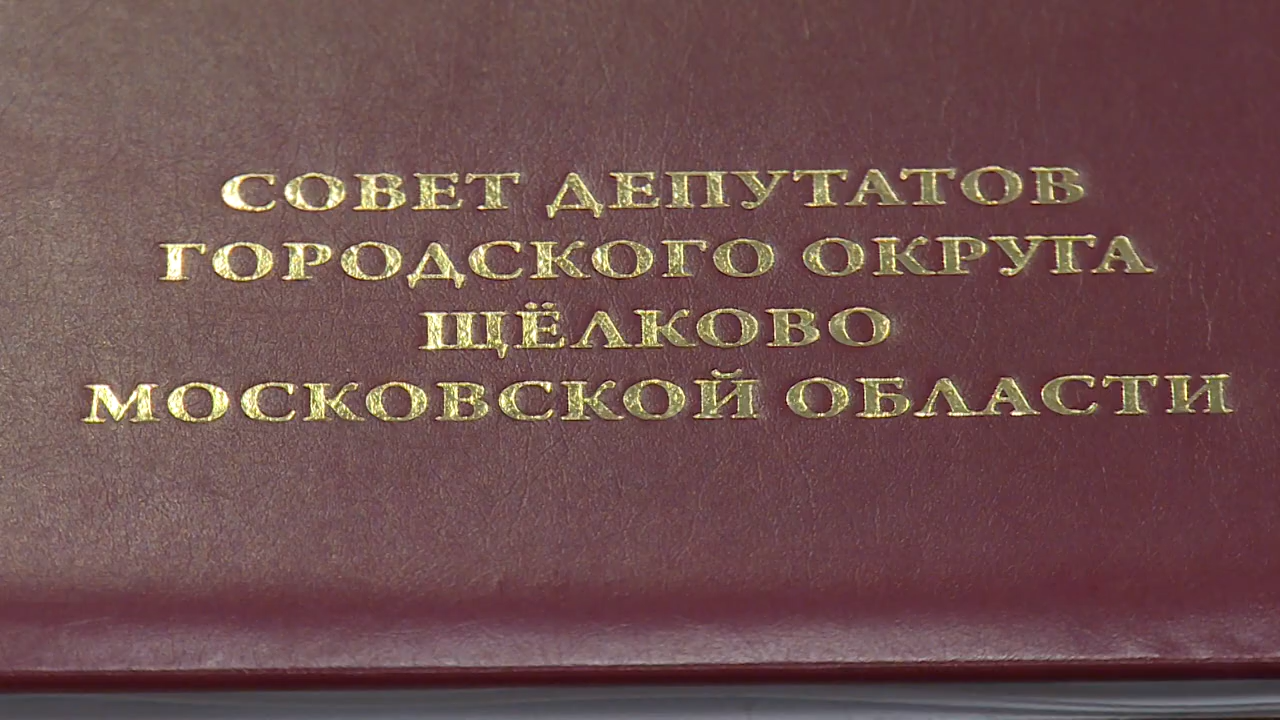 СОВЕТ ДЕПУТАТОВ
ГОРОДСКОГО ОКРУГА
ЩЁЛКОВО
МОСКОВСКОЙ ОБЛАСТИ